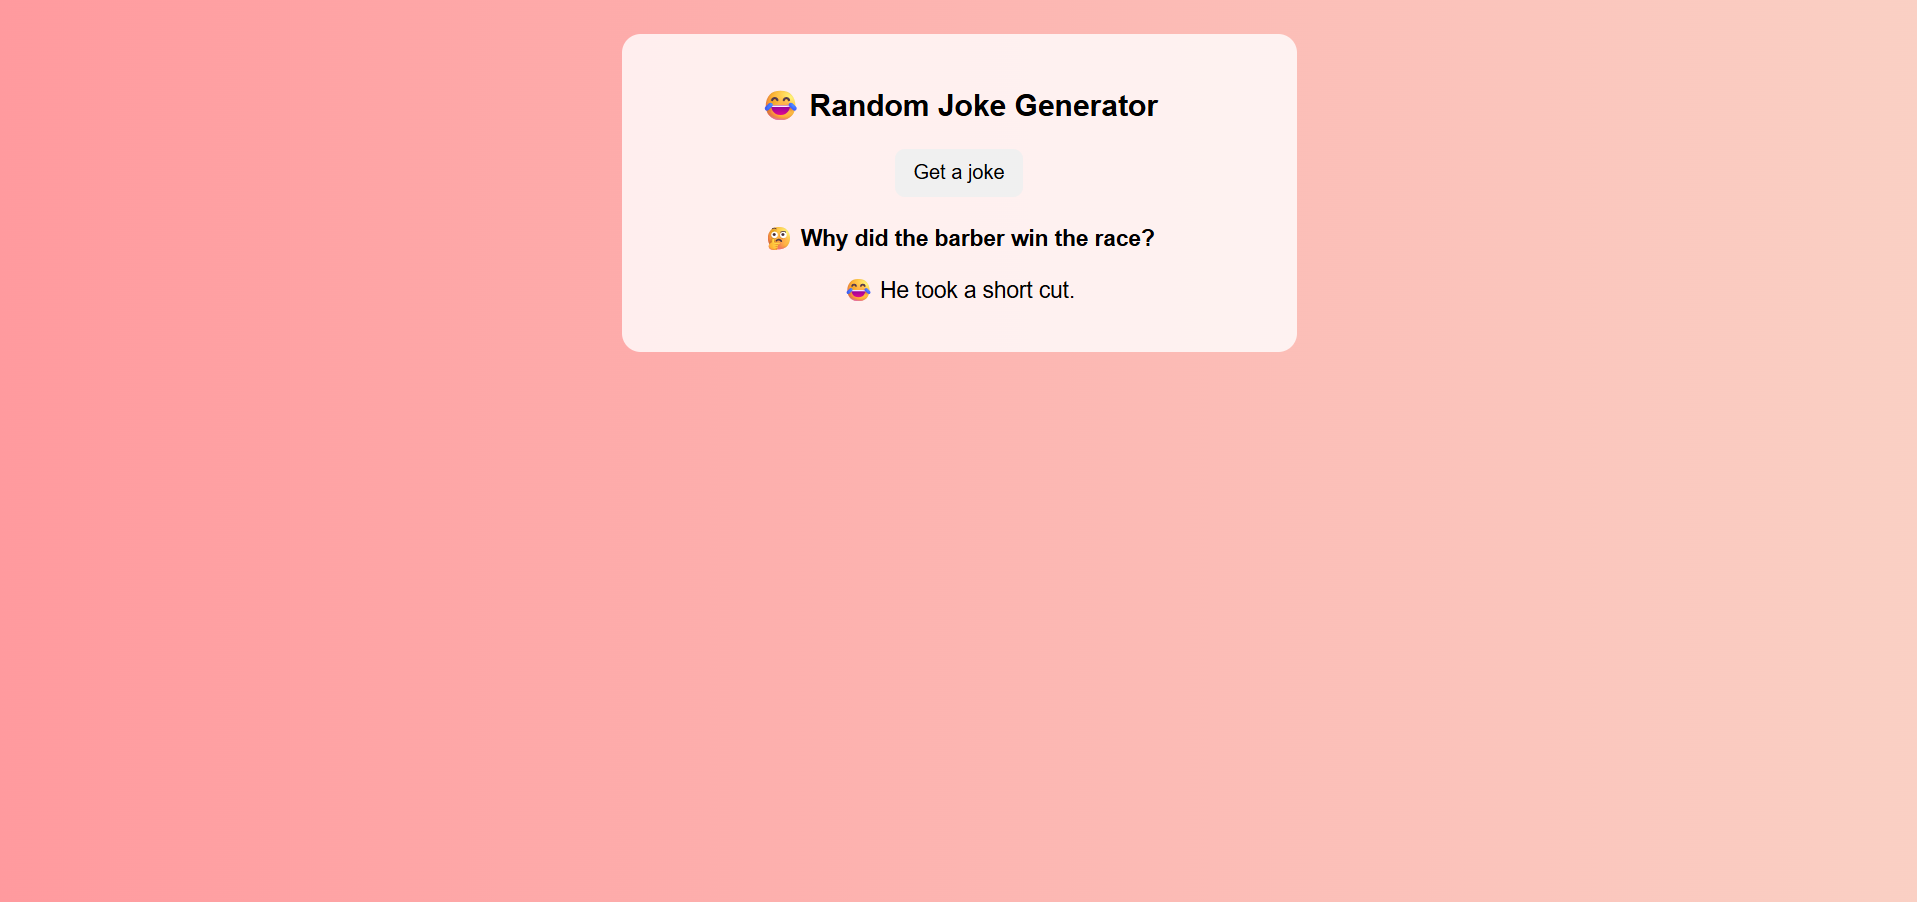 😂 Random Joke Generator
Get a joke
🤔 Why did the barber win the race?
😂 He took a short cut.